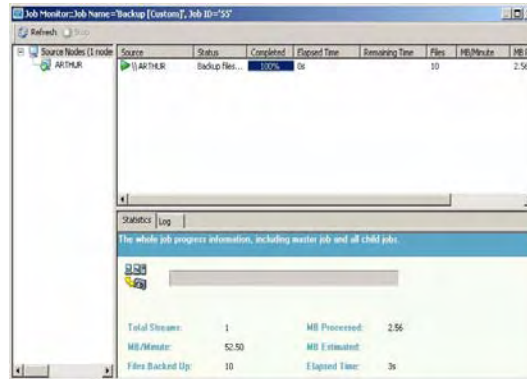 Job Monitor::Job Name='Backup [Custom]', Job ID='55'
Refresh Stop
Source Nodes (1 node
ARTHUR
Source Status Completed Elapsed Time Remaining Time Files MB/Minute MB
\\ARTHUR Backup files... 100% 0s 10 2.56
Statistics Log
The whole job progress information, including master job and all child jobs.
Total Streams: 1 MB Processed: 2.56
MB/Minute: 52.50 MB Estimated:
Files Backed Up: 10 Elapsed Time: 3s